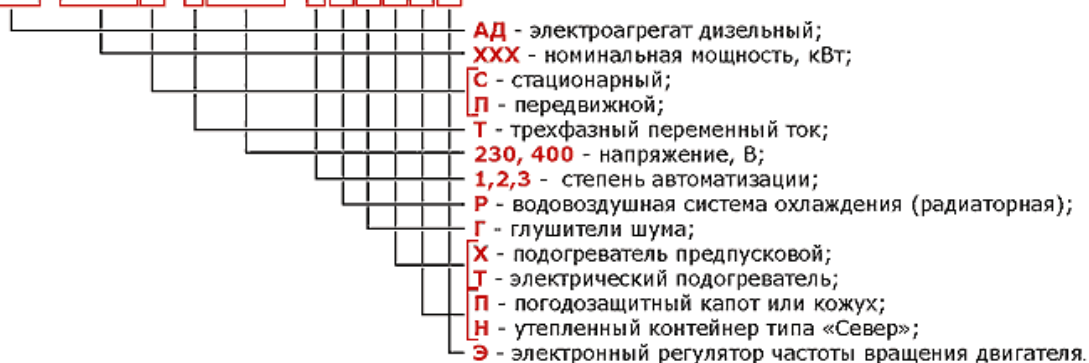 АД - электроагрегат дизельный;
ХХХ - номинальная мощность, кВт;
С - стационарный;
П - передвижной;
Т - трехфазный переменный ток;
230, 400 - напряжение, В;
1,2,3 - степень автоматизации;
Р - водовоздушная система охлаждения (радиаторная);
Г - глушители шума;
Х - подогреватель предпусковой;
Т - электрический подогреватель;
П - погодозащитный капот или кожух;
Н - утепленный контейнер типа «Север»;
Э - электронный регулятор частоты вращения двигателя.